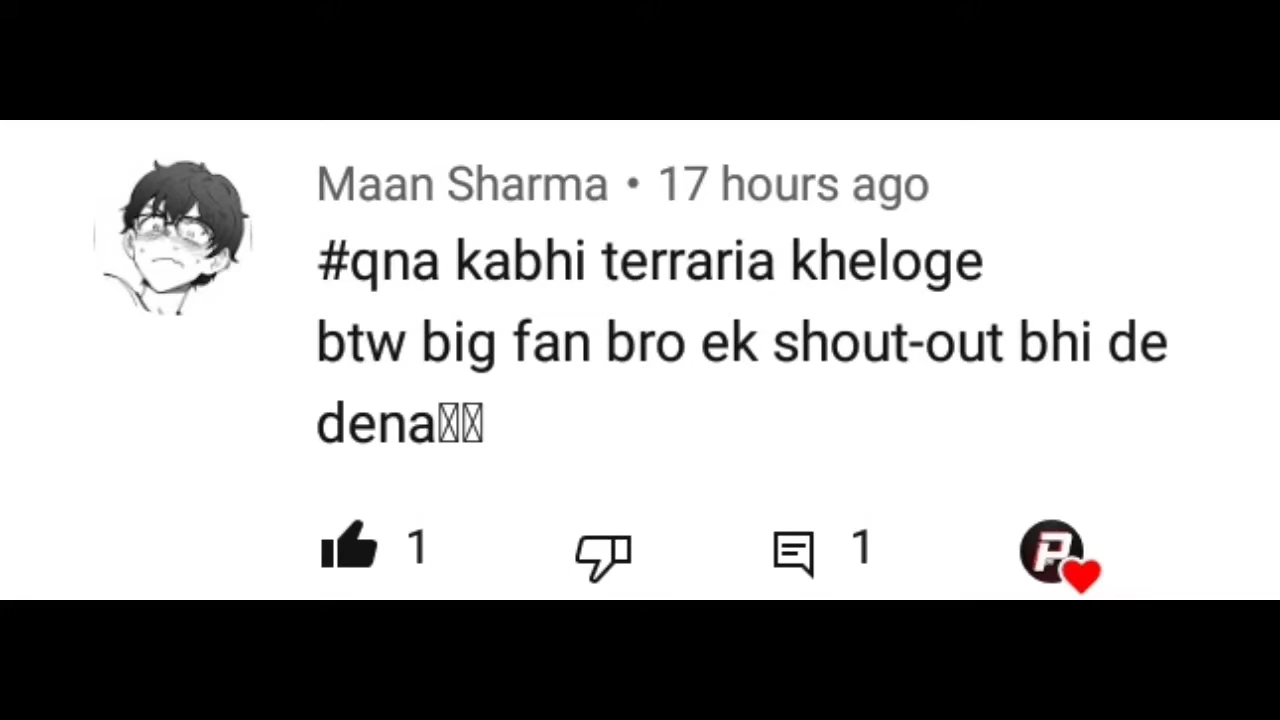 Maan Sharma • 17 hours ago
#qna kabhi terraria kheloge
btw big fan bro ek shout-out bhi de
dena
1
1
P